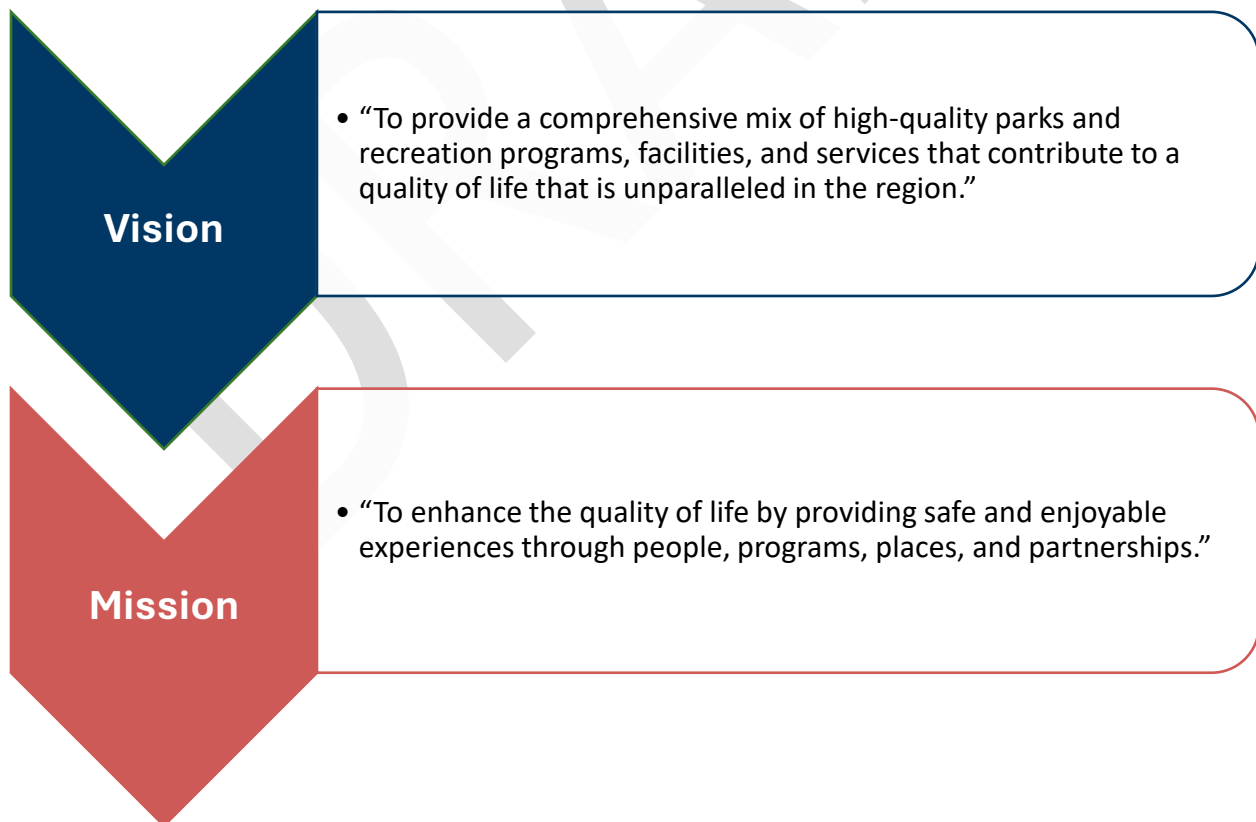 Vision
• “To provide a comprehensive mix of high-quality parks and
recreation programs, facilities, and services that contribute to a
quality of life that is unparalleled in the region.”
Mission
• “To enhance the quality of life by providing safe and enjoyable
experiences through people, programs, places, and partnerships.”